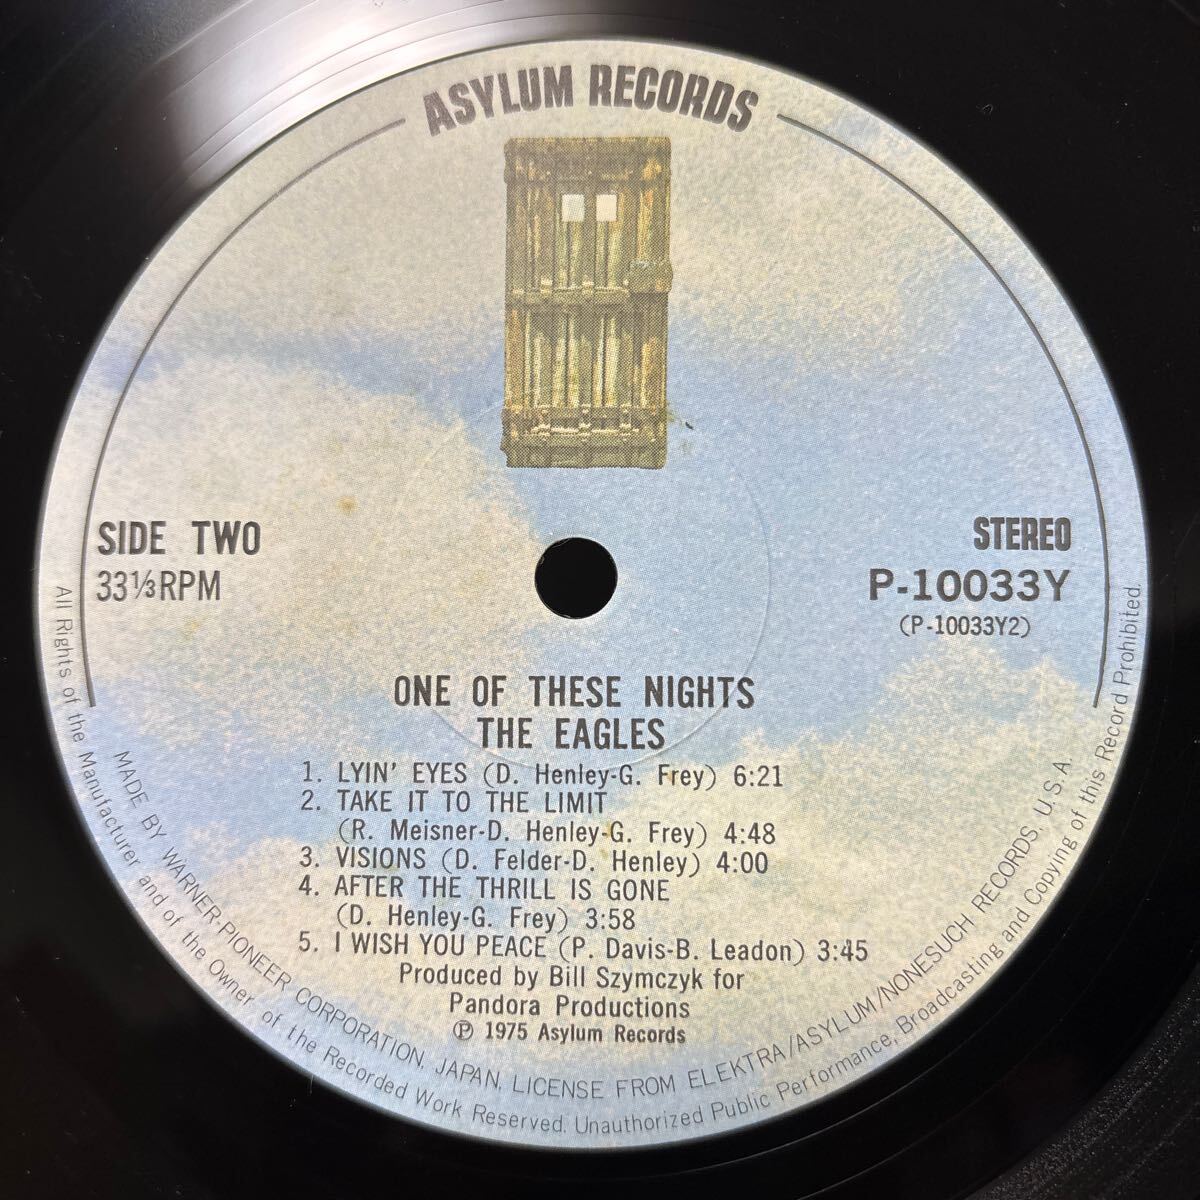 ASYLUM RECORDS
SIDE TWO
33⅓RPM
STEREO
P-10033Y
(P-10033Y2)
ONE OF THESE NIGHTS
THE EAGLES
1. LYIN' EYES (D. Henley-G. Frey) 6:21
2. TAKE IT TO THE LIMIT
(R. Meisner-D. Henley-G. Frey) 4:48
3. VISIONS (D. Felder-D. Henley) 4:00
4. AFTER THE THRILL IS GONE
(D. Henley-G. Frey) 3:58
5. I WISH YOU PEACE (P. Davis-B. Leadon) 3:45
Produced by Bill Szymczyk for
Pandora Productions
Ⓟ 1975 Asylum Records
MADE BY WARNER-PIONEER CORPORATION, JAPAN, LICENSE FROM ELEKTRA/ASYLUM/NONESUCH RECORDS, U.S.A.
All Rights of the Manufacturer and of the Owner of the Recorded Work Reserved. Unauthorized Public Performance, Broadcasting and Copying of this Record Prohibited.